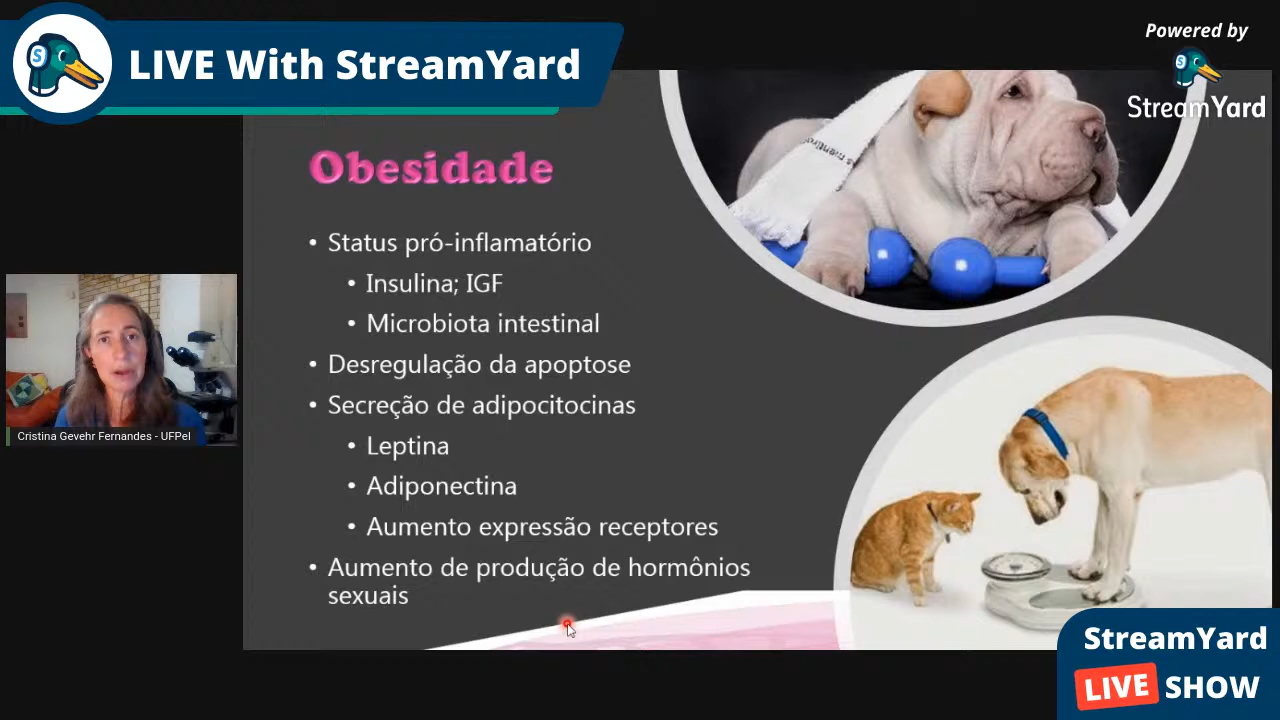 LIVE With StreamYard
Powered by
StreamYard
Obesidade
• Status pró-inflamatório
• Insulina; IGF
• Microbiota intestinal
• Desregulação da apoptose
• Secreção de adipocitocinas
• Leptina
• Adiponectina
• Aumento expressão receptores
• Aumento de produção de hormônios
sexuais
Cristina Gevehr Fernandes - UFPel
StreamYard
LIVE SHOW